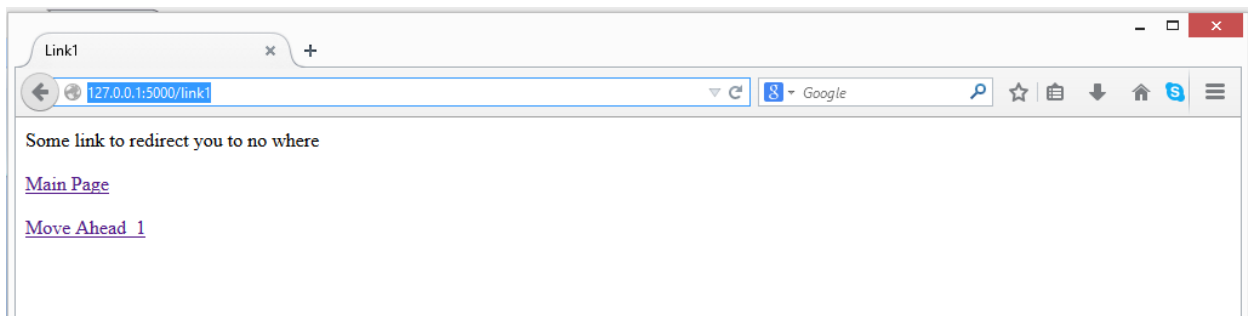 Link1
127.0.0.1:5000/link1
8 Google
Some link to redirect you to no where
Main Page
Move Ahead 1